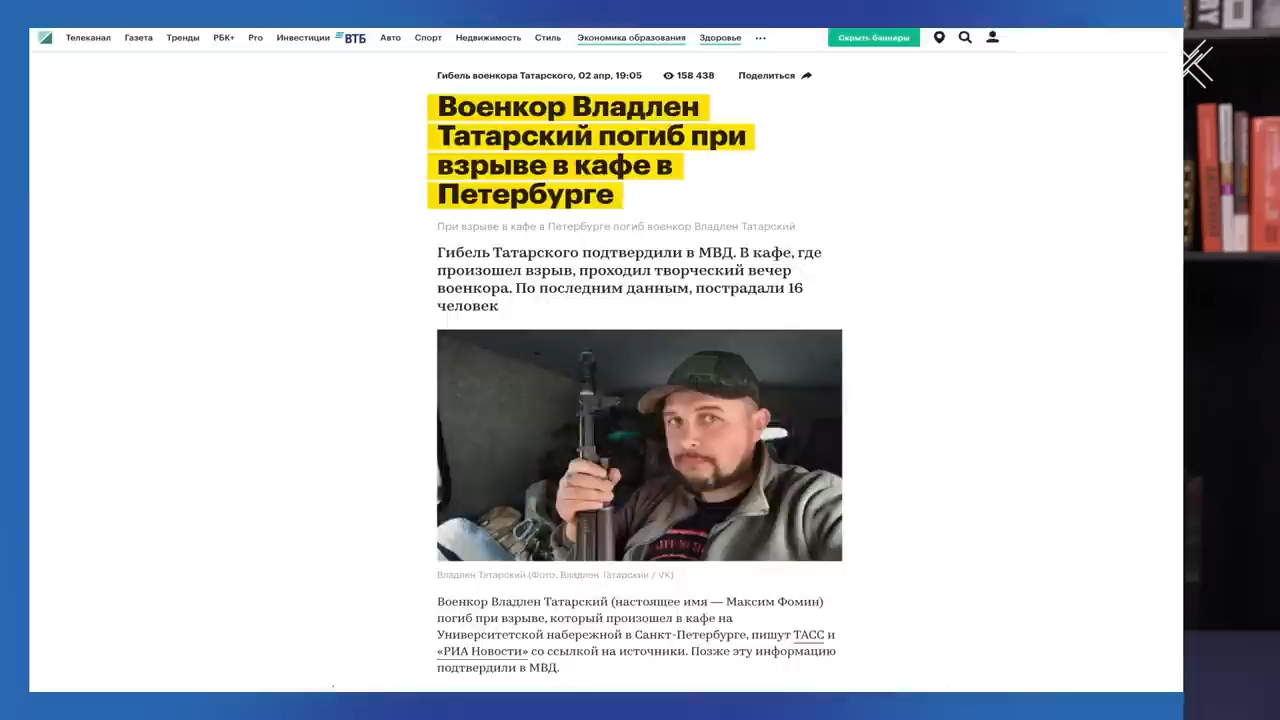 Телеканал Газета Тренды РБК+ Pro Инвестиции ВТБ Авто Спорт Недвижимость Стиль Экономика образования Здоровье ... Скрыть баннеры
Гибель военкора Татарского, 02 апр, 19:05 158 438 Поделиться
Военкор Владлен
Татарский погиб при
взрыве в кафе в
Петербурге
При взрыве в кафе в Петербурге погиб военкор Владлен Татарский
Гибель Татарского подтвердили в МВД. В кафе, где
произошел взрыв, проходил творческий вечер
военкора. По последним данным, пострадали 16
человек
Владлен Татарский (Фото: Владлен Татарский / VK)
Военкор Владлен Татарский (настоящее имя — Максим Фомин)
погиб при взрыве, который произошел в кафе на
Университетской набережной в Санкт-Петербурге, пишут ТАСС и
«РИА Новости» со ссылкой на источники. Позже эту информацию
подтвердили в МВД.